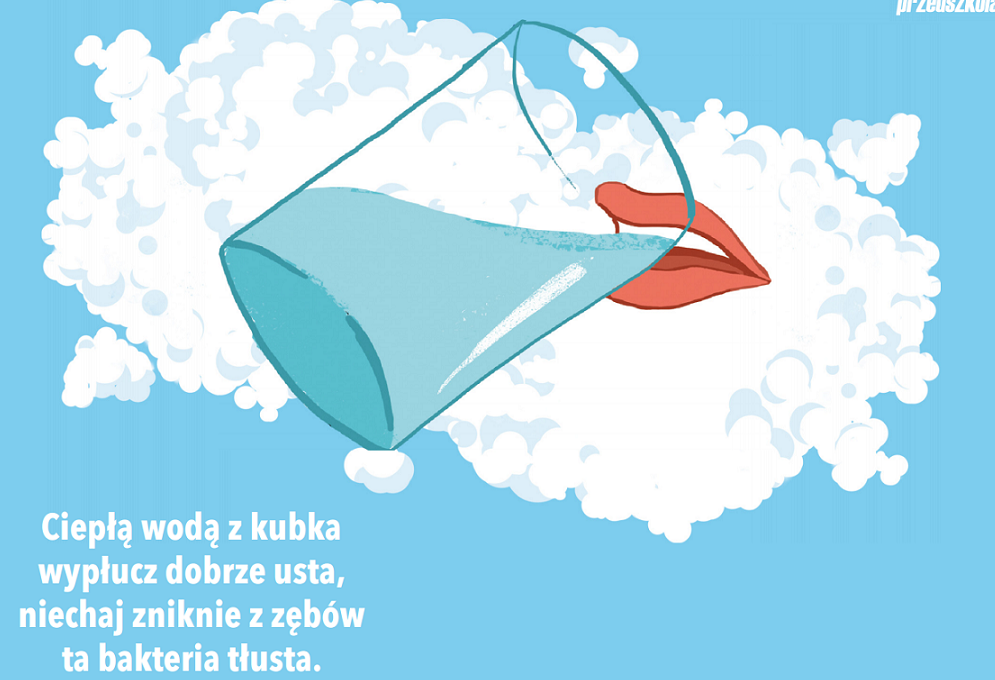 Ciepłą wodą z kubka
wypłucz dobrze usta,
niechaj zniknie z zębów
ta bakteria tłusta.